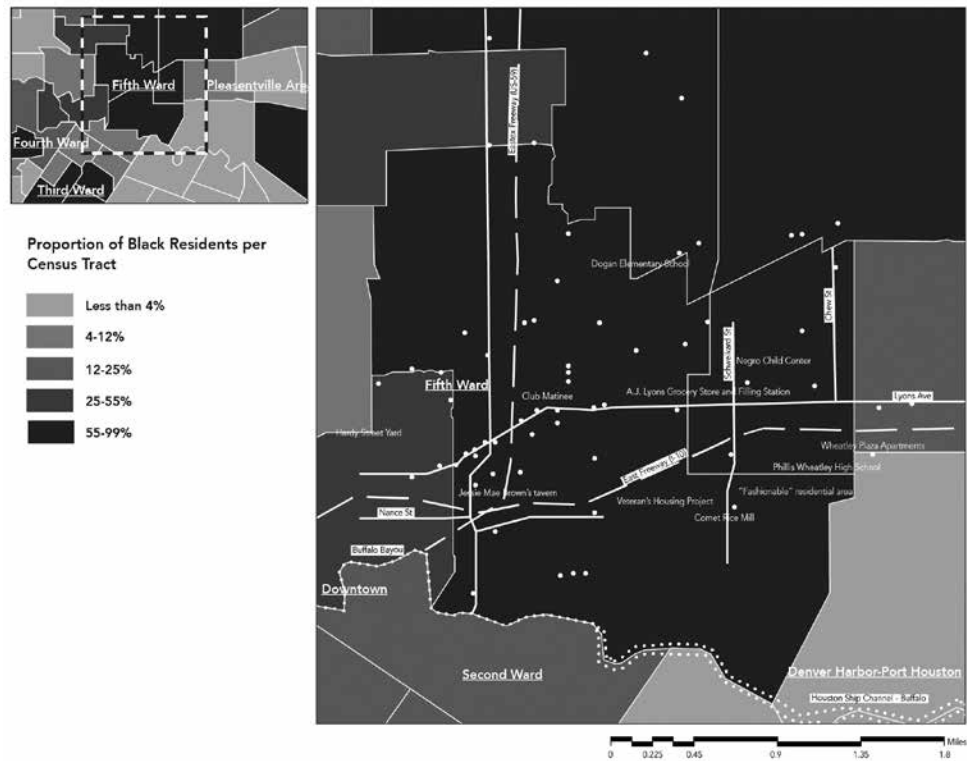 Fifth Ward
Pleasentville Are
Fourth Ward
Third Ward
Proportion of Black Residents per
Census Tract
Less than 4%
4-12%
12-25%
25-55%
55-99%
Eastex Freeway (US-59)
Dogan Elementary School
Chew St
Schweikard St
Negro Child Center
Fifth Ward
Club Matinee
A.J. Lyons Grocery Store and Filling Station
Lyons Ave
Hardy Street Yard
Wheatley Plaza Apartments
East Freeway (I-10)
Phillis Wheatley High School
Jessie Mae Brown's tavern
Veteran's Housing Project
"Fashionable" residential area
Nance St
Comet Rice Mill
Buffalo Bayou
Downtown
Second Ward
Denver Harbor-Port Houston
Houston Ship Channel - Buffalo
Miles
0 0.225 0.45 0.9 1.35 1.8